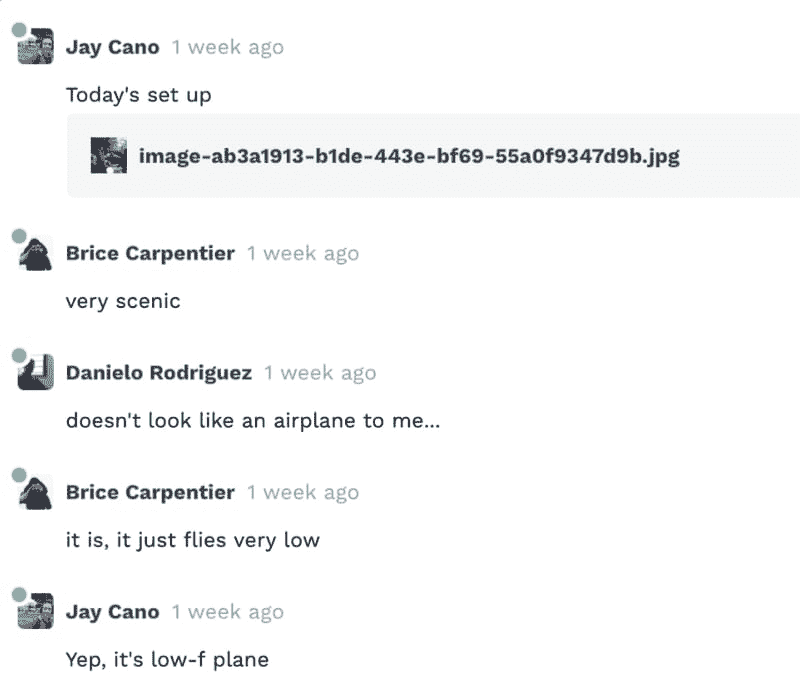 Jay Cano 1 week ago
Today's set up
image-ab3a1913-b1de-443e-bf69-55a0f9347d9b.jpg
Brice Carpentier 1 week ago
very scenic
Danielo Rodriguez 1 week ago
doesn't look like an airplane to me...
Brice Carpentier 1 week ago
it is, it just flies very low
Jay Cano 1 week ago
Yep, it's low-f plane